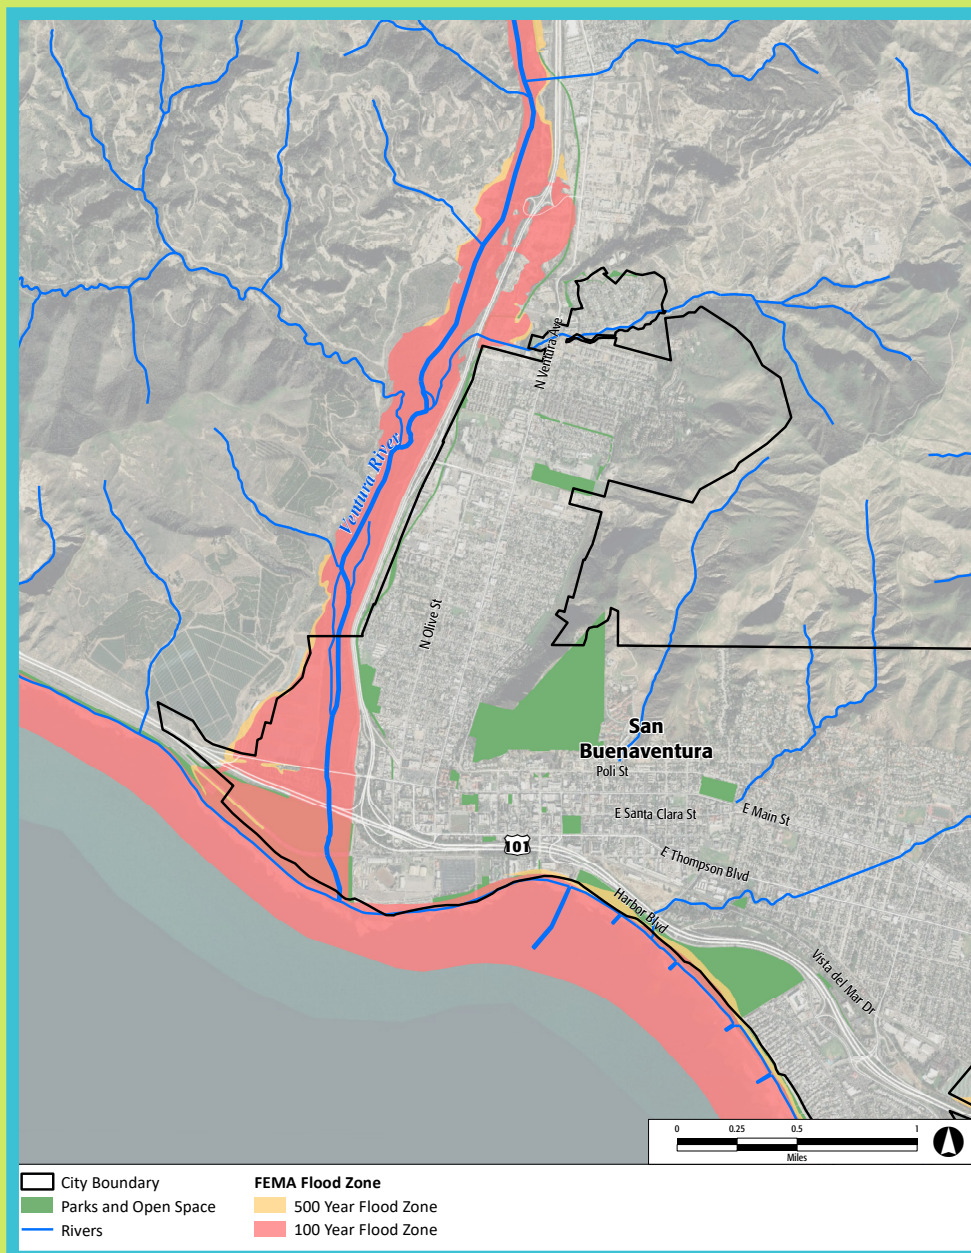 N Ventura Ave
Ventura River
N Olive St
San
Buenaventura
Poli St
E Santa Clara St
E Main St
101
E Thompson Blvd
Harbor Blvd
Vista del Mar Dr
0 0.25 0.5 1
Miles
City Boundary
Parks and Open Space
Rivers
FEMA Flood Zone
500 Year Flood Zone
100 Year Flood Zone